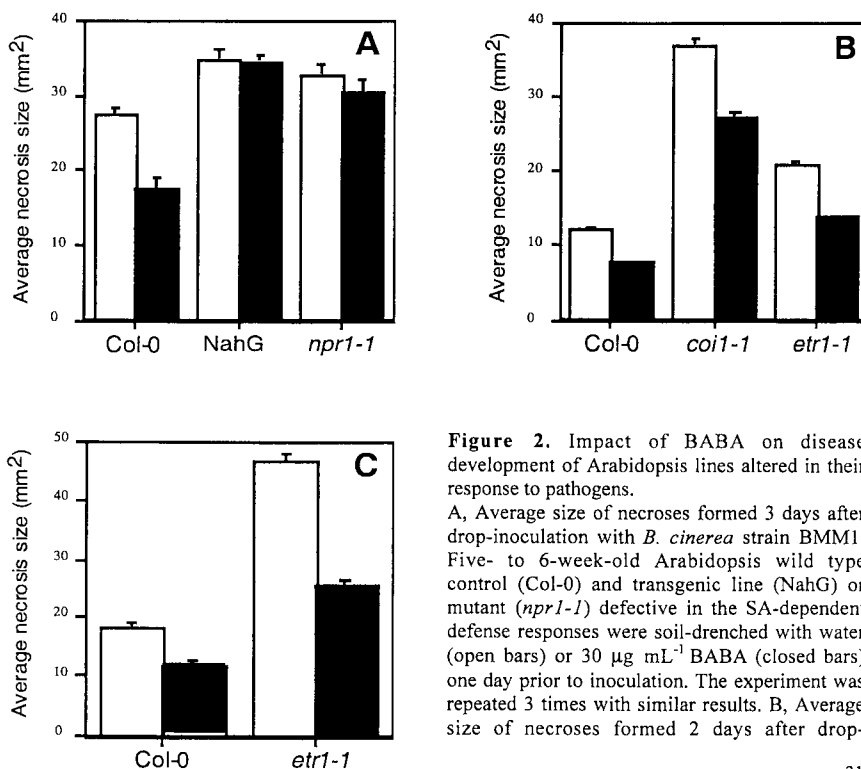 40
30
20
10
0
Average necrosis size (mm²)
A
Col-0 NahG npr1-1
40
30
20
10
0
Average necrosis size (mm²)
B
Col-0 coi1-1 etr1-1
50
40
30
20
10
0
Average necrosis size (mm²)
C
Col-0 etr1-1
Figure 2. Impact of BABA on disease
development of Arabidopsis lines altered in their
response to pathogens.
A, Average size of necroses formed 3 days after
drop-inoculation with B. cinerea strain BMM1
Five- to 6-week-old Arabidopsis wild type
control (Col-0) and transgenic line (NahG) or
mutant (npr1-1) defective in the SA-dependent
defense responses were soil-drenched with water
(open bars) or 30 μg mL⁻¹ BABA (closed bars)
one day prior to inoculation. The experiment was
repeated 3 times with similar results. B, Average
size of necroses formed 2 days after drop-